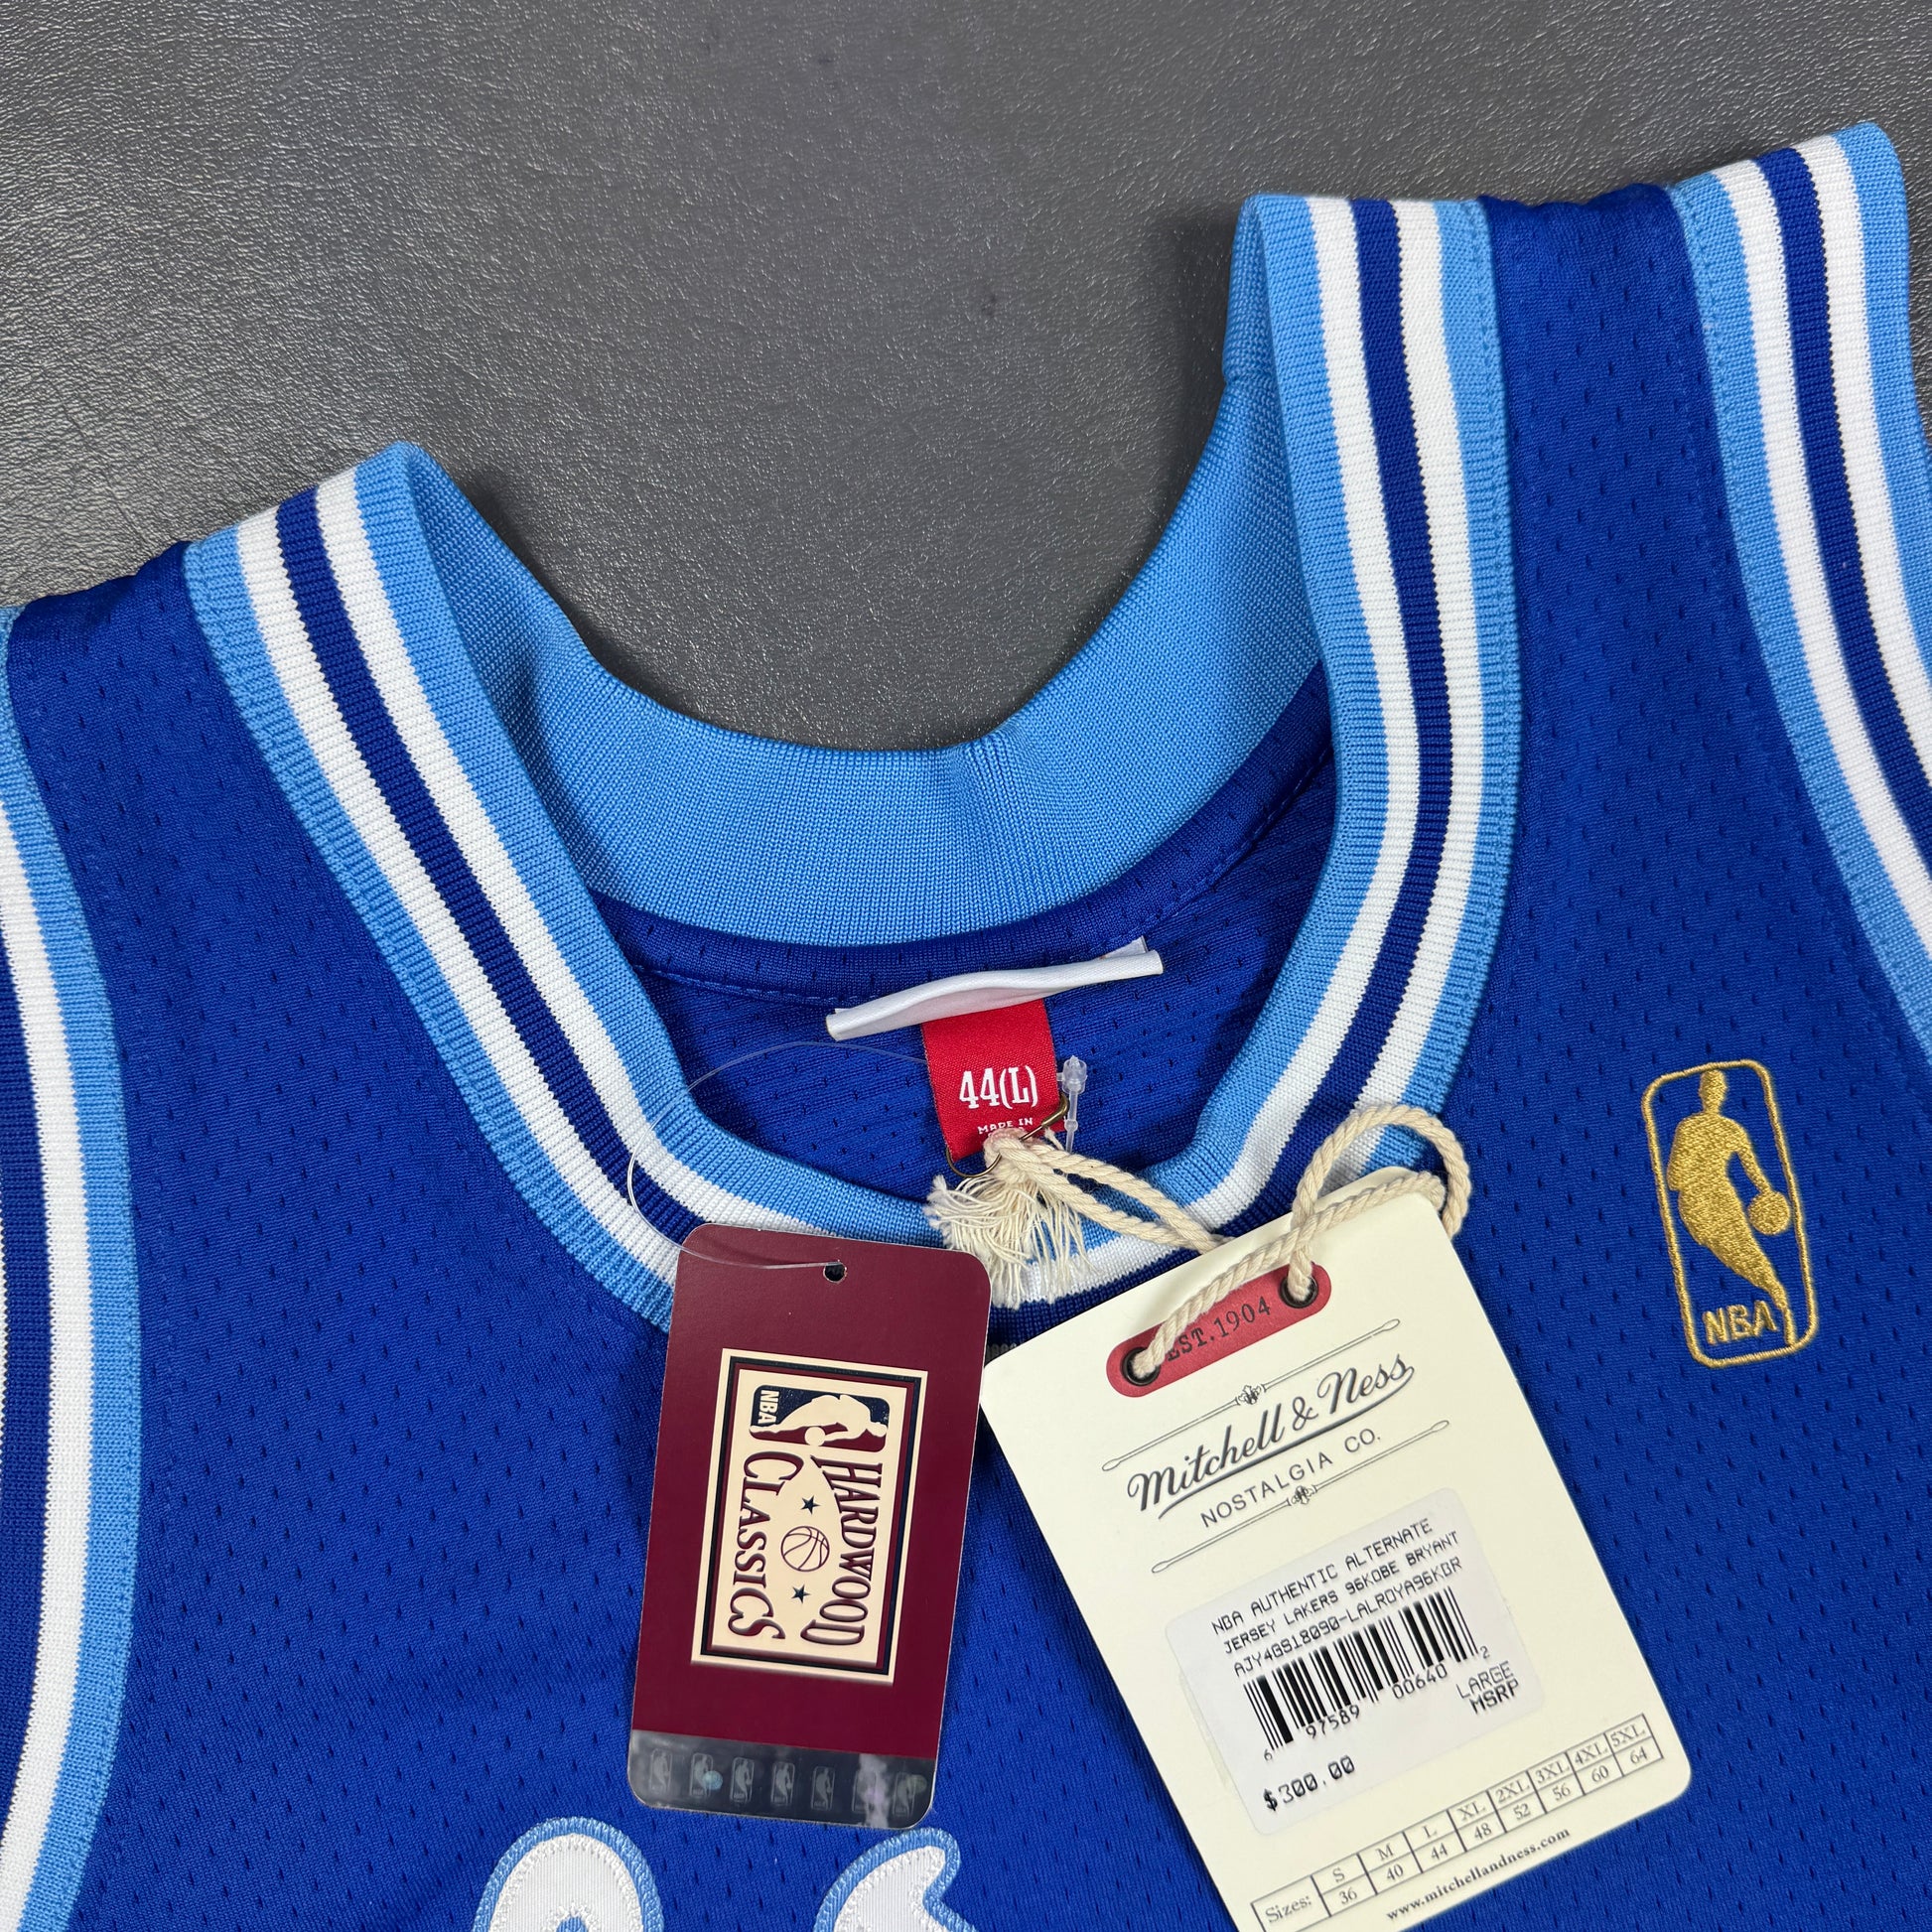 44(L)
MADE IN
NBA
HARDWOOD
CLASSICS
EST.1904
Mitchell & Ness
NOSTALGIA CO.
NBA AUTHENTIC ALTERNATE
JERSEY LAKERS 96KOBE BRYANT
AJY4GS18090-LALROYA96KBR
6 97589 00640 2
LARGE
MSRP
$300.00
Sizes: S M L XL 2XL 3XL 4XL 5XL
36 40 44 48 52 56 60 64
www.mitchellandness.com
NBA